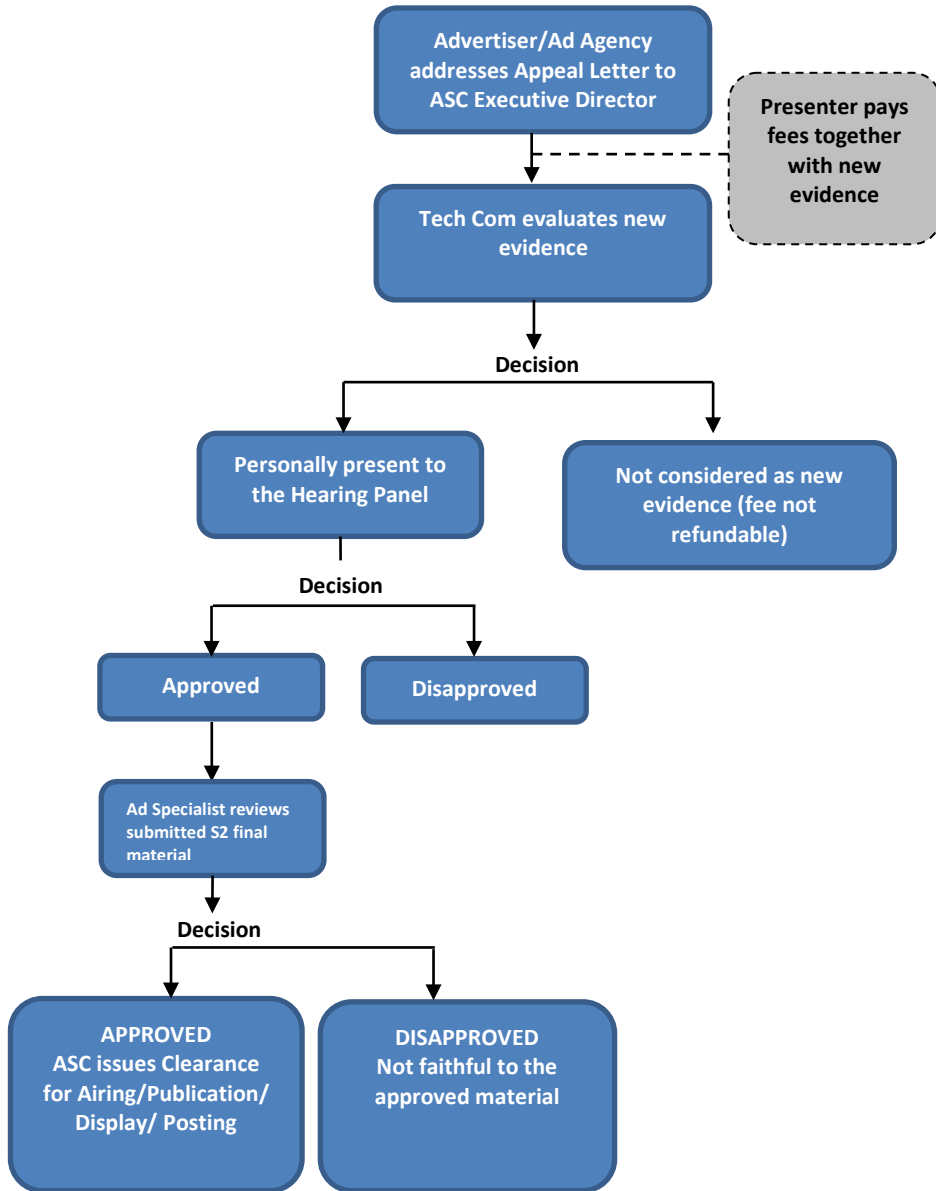 Advertiser/Ad Agency
addresses Appeal Letter to
ASC Executive Director
Presenter pays
fees together
with new
evidence
Tech Com evaluates new
evidence
Decision
Personally present to
the Hearing Panel
Not considered as new
evidence (fee not
refundable)
Decision
Approved
Disapproved
Ad Specialist reviews
submitted S2 final
material
Decision
APPROVED
ASC issues Clearance
for Airing/Publication/
Display/ Posting
DISAPPROVED
Not faithful to the
approved material